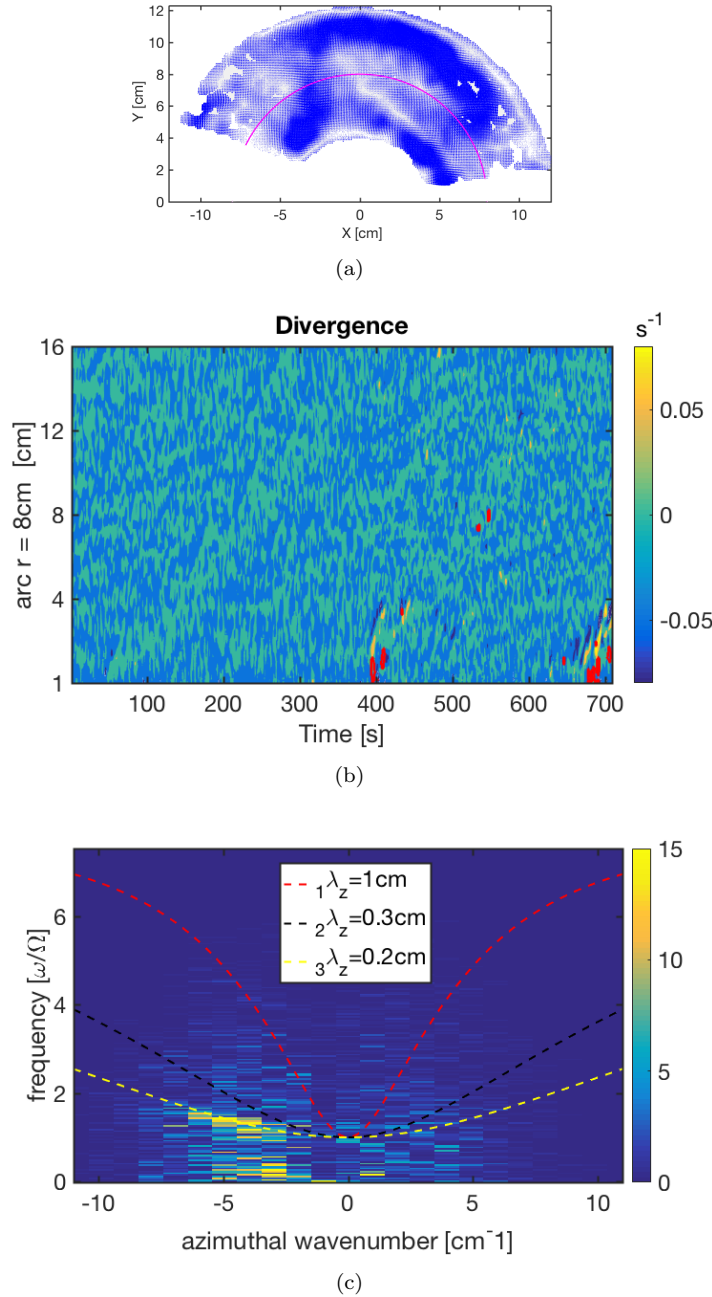 12
10
8
6
4
2
0
Y [cm]
-10 -5 0 5 10
X [cm]
(a)
Divergence
s-1
16
12
8
4
1
arc r = 8cm [cm]
0.05
0
-0.05
100 200 300 400 500 600 700
Time [s]
(b)
1λz=1cm
2λz=0.3cm
3λz=0.2cm
6
4
2
0
frequency [ω/Ω]
15
10
5
0
-10 -5 0 5 10
azimuthal wavenumber [cm-1]
(c)